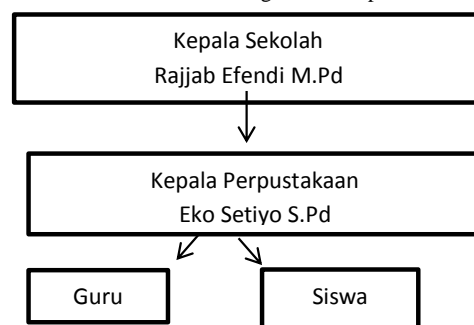 Kepala Sekolah
Rajjab Efendi M.Pd
Kepala Perpustakaan
Eko Setiyo S.Pd
Guru
Siswa